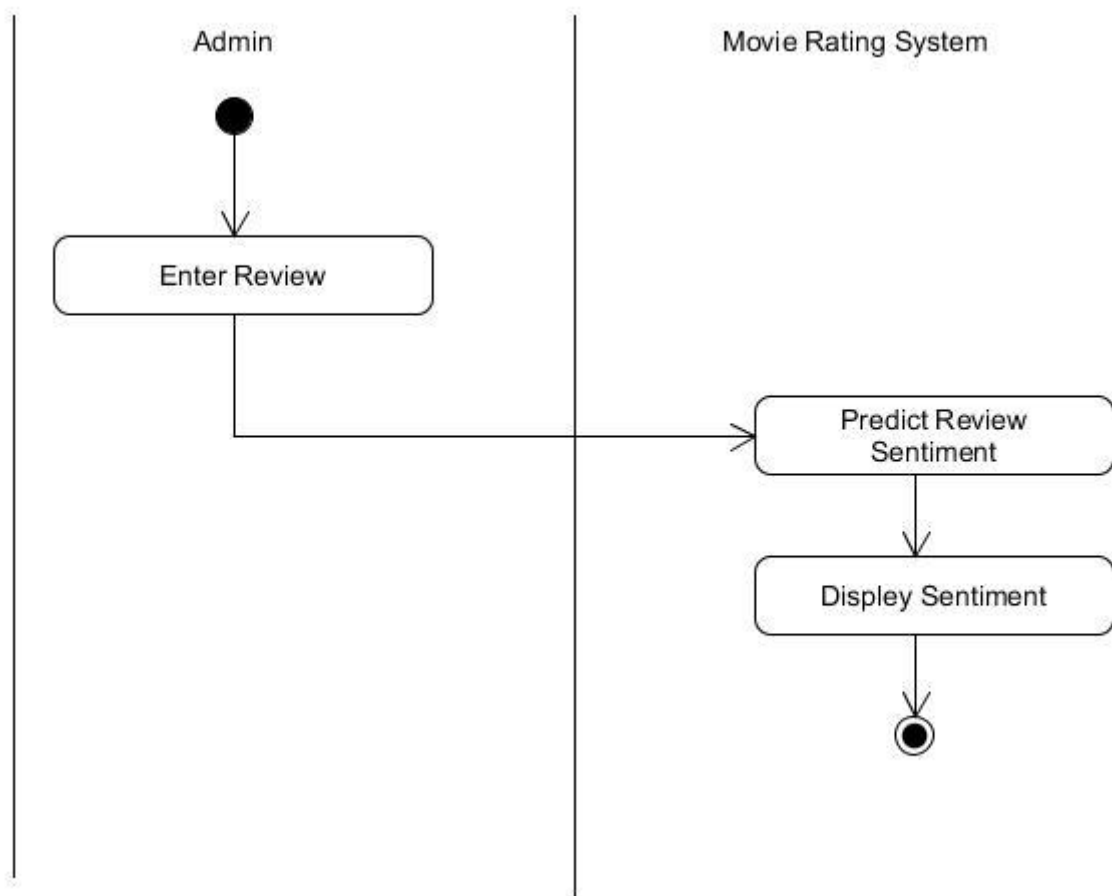 Admin
Movie Rating System
Enter Review
Predict Review
Sentiment
Displey Sentiment